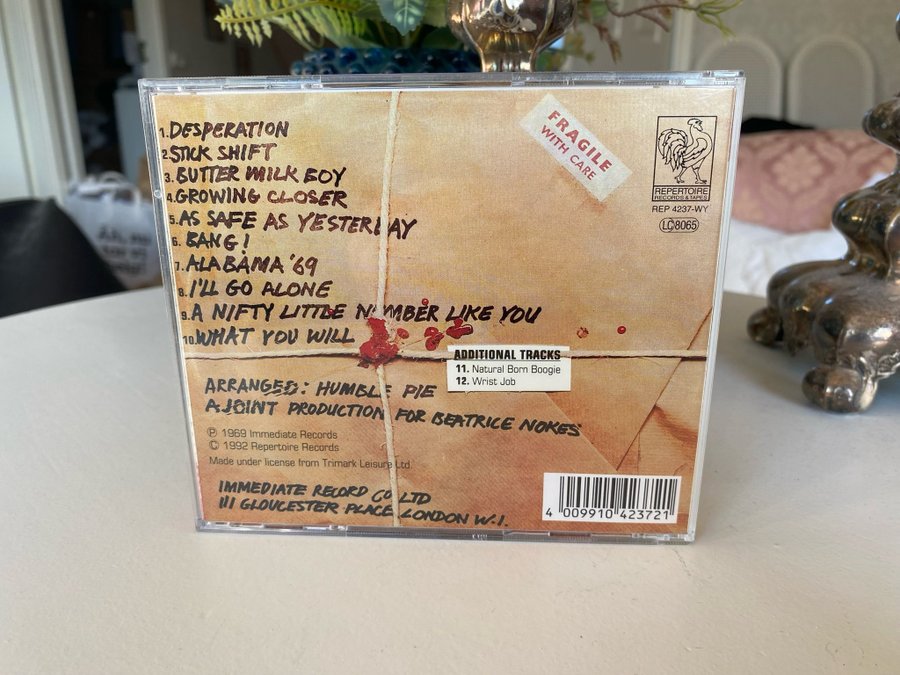 1. DESPERATION
2. STICK SHIFT
3. BUTTER MILK BOY
4. GROWING CLOSER
5. AS SAFE AS YESTERDAY
6. BANG!
7. ALABAMA '69
8. I'LL GO ALONE
9. A NIFTY LITTLE NUMBER LIKE YOU
10. WHAT YOU WILL
FRAGILE
WITH CARE
REPERTOIRE
RECORDS & TAPES
REP 4237-WY
LC 8065
ADDITIONAL TRACKS
11. Natural Born Boogie
12. Wrist Job
ARRANGED: HUMBLE PIE
A JOINT PRODUCTION FOR BEATRICE NOKES
℗ 1969 Immediate Records
© 1992 Repertoire Records
Made under license from Trimark Leisure Ltd.
IMMEDIATE RECORD CO LTD
111 GLOUCESTER PLACE LONDON W.1.
4 009910 423721